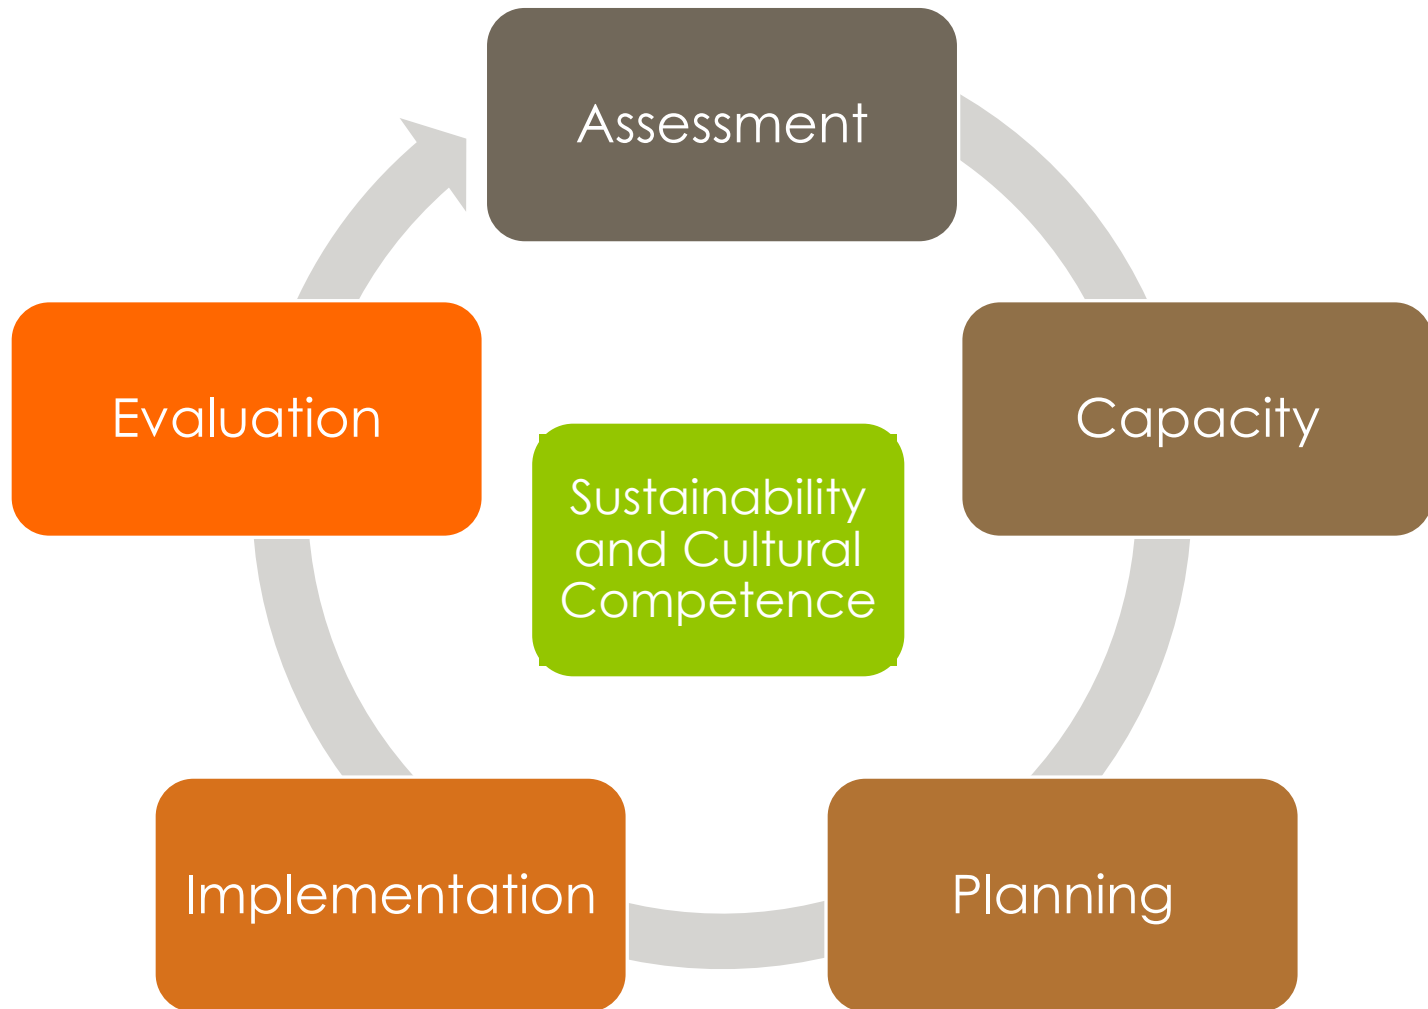 Assessment
Capacity
Planning
Implementation
Evaluation
Sustainability
and Cultural
Competence